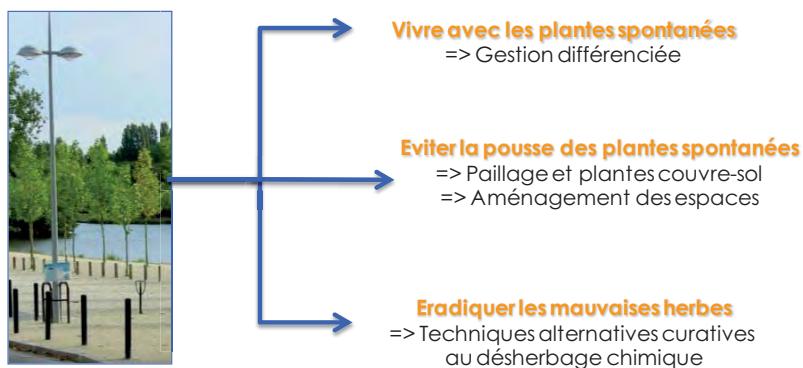 Vivre avec les plantes spontanées
=> Gestion différenciée
Eviter la pousse des plantes spontanées
=> Paillage et plantes couvre-sol
=> Aménagement des espaces
Eradiquer les mauvaises herbes
=> Techniques alternatives curatives
au désherbage chimique